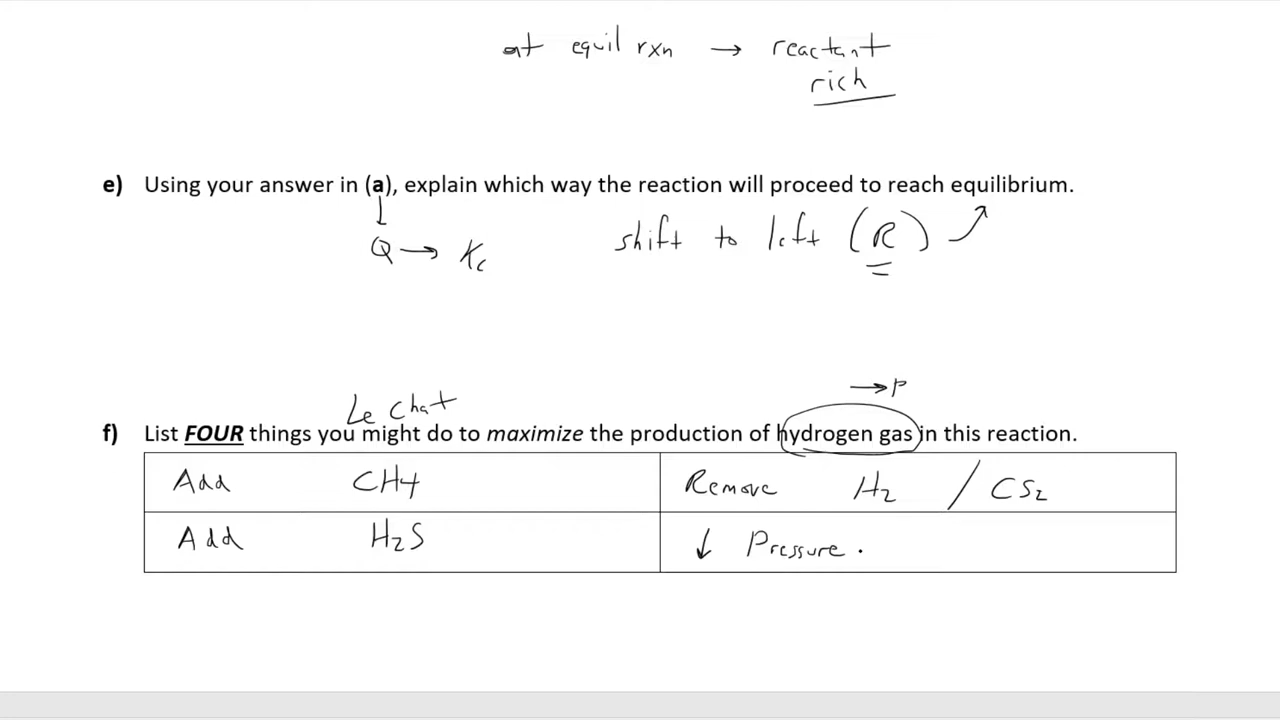 at equil rxn → reactant
rich
e) Using your answer in (a), explain which way the reaction will proceed to reach equilibrium.
Q → Kc
shift to left (R)
Le Chat
→ P
f) List FOUR things you might do to maximize the production of hydrogen gas in this reaction.
Add CH4
Remove H2 / CS2
Add H2S
↓ Pressure.